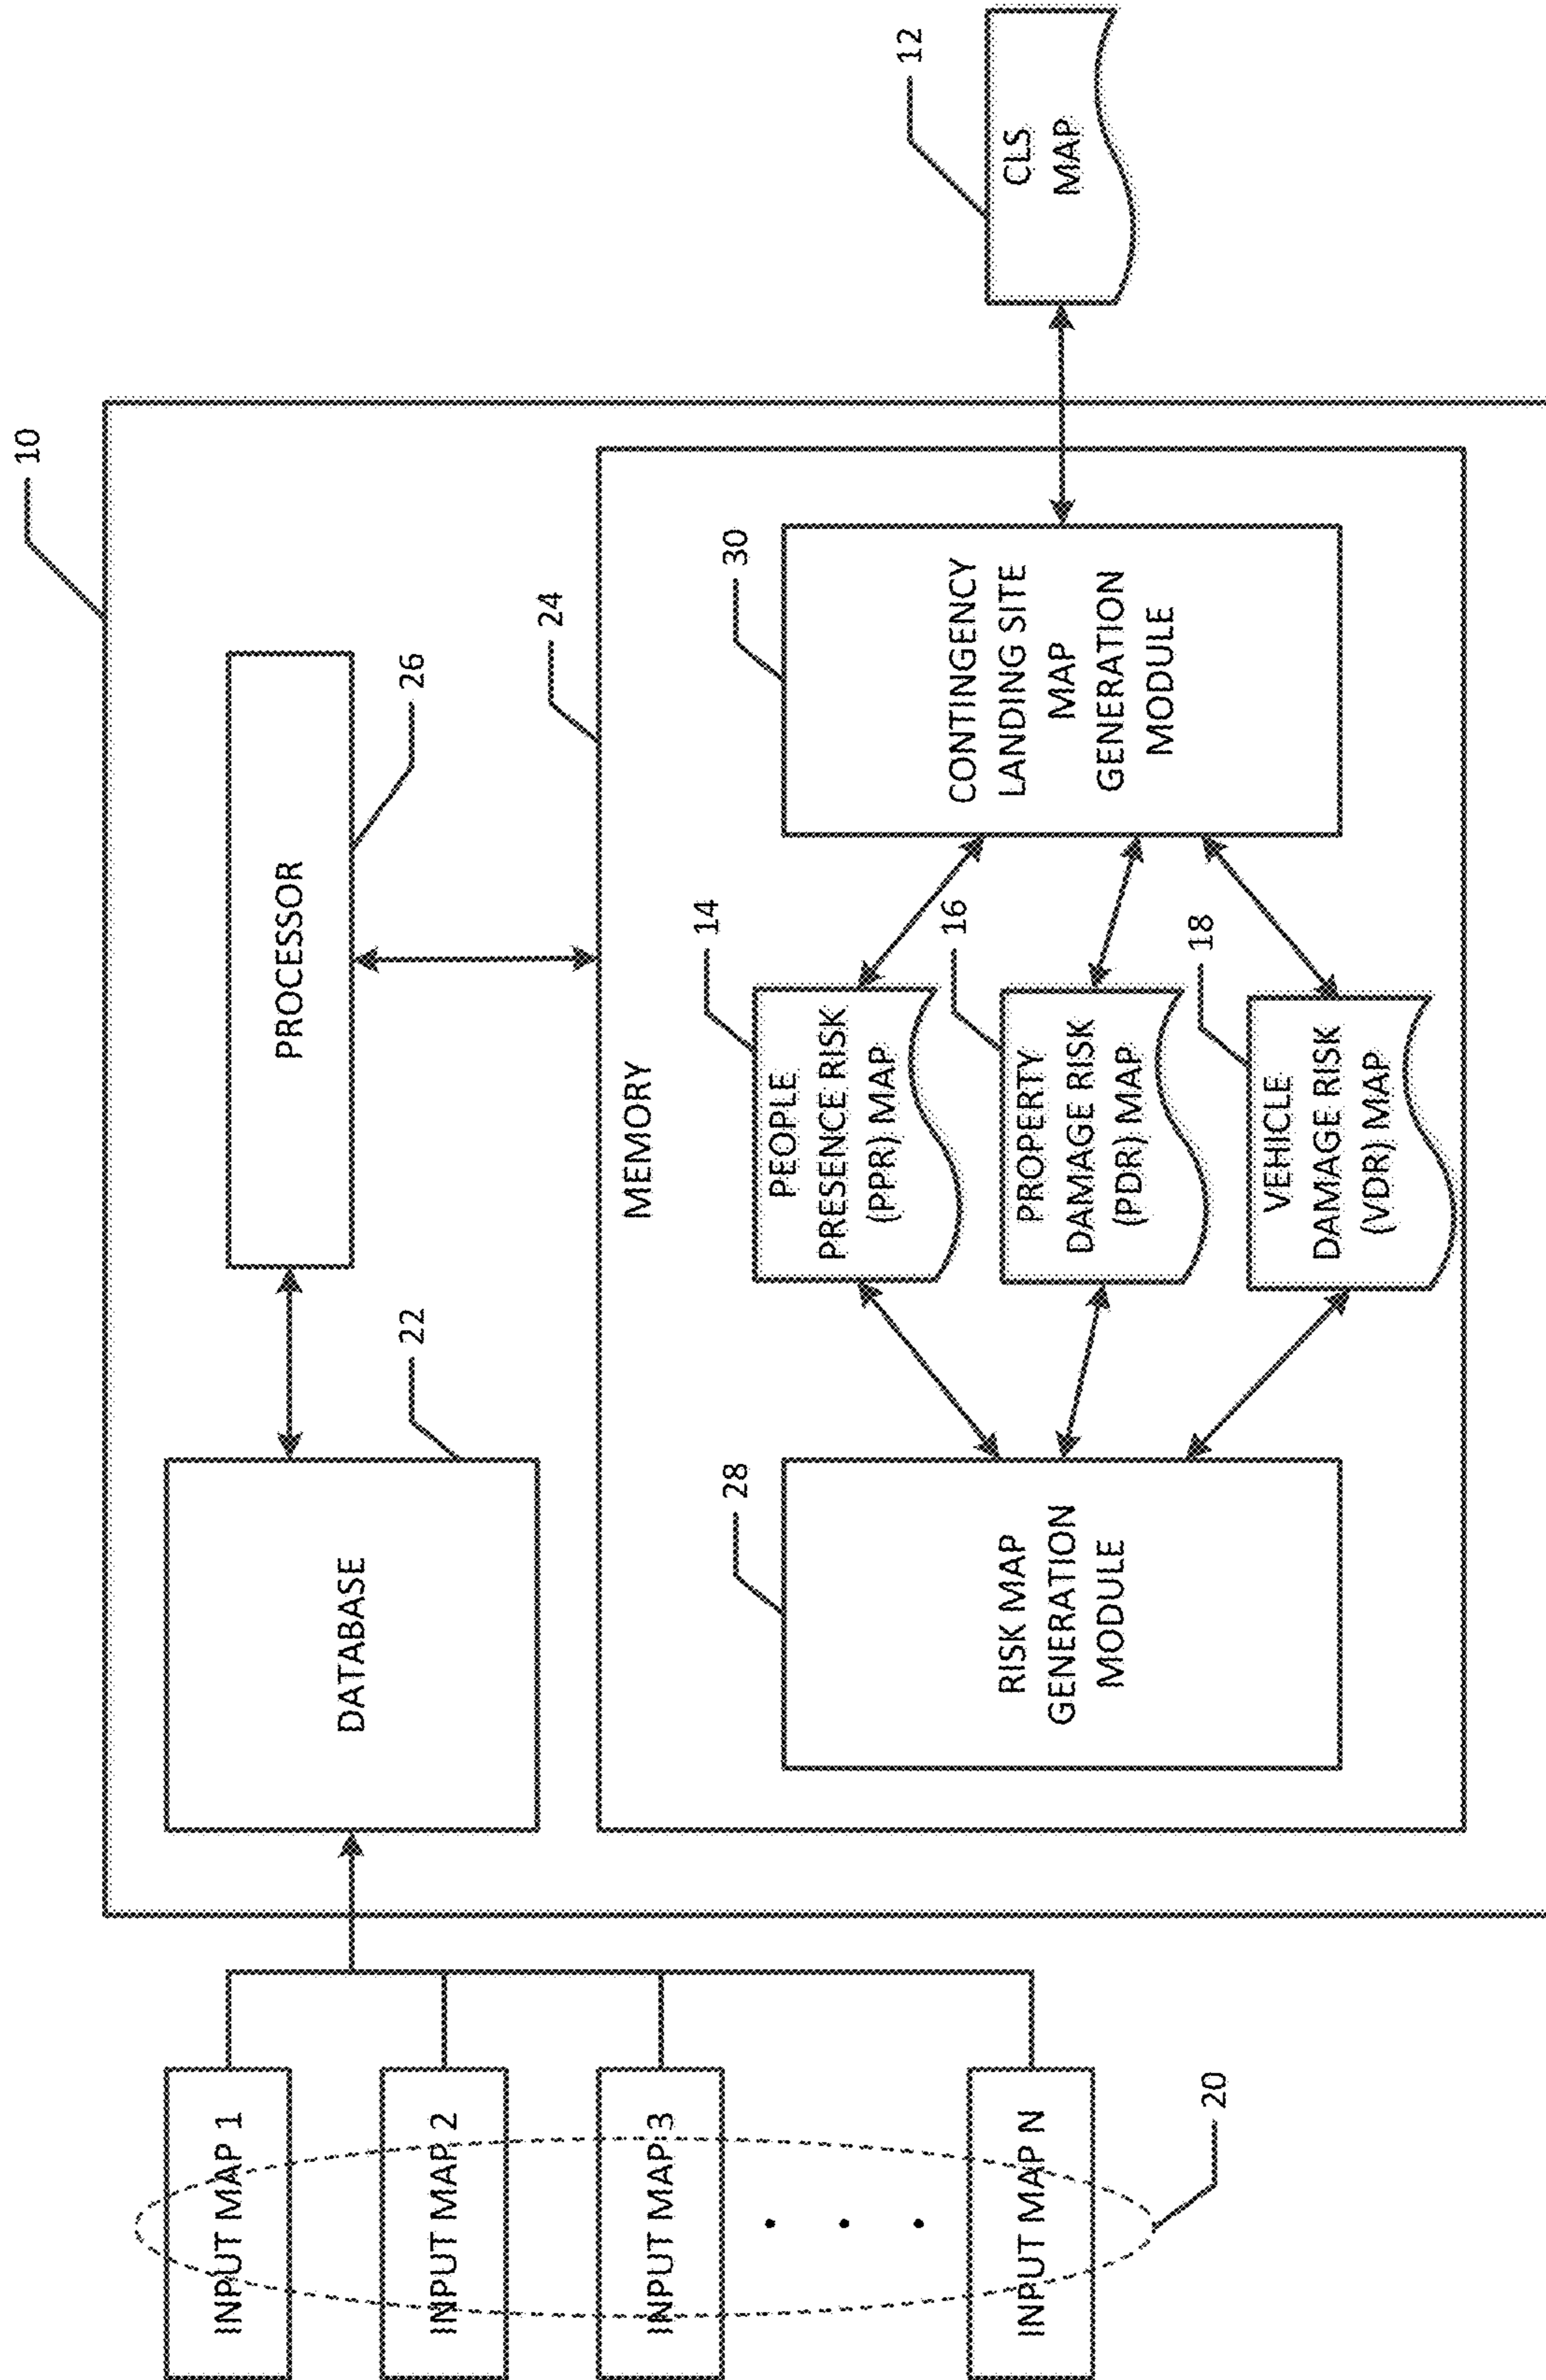 10
INPUT MAP 1
INPUT MAP 2
INPUT MAP 3
INPUT MAP N
20
DATABASE
22
PROCESSOR
26
24
MEMORY
28
RISK MAP
GENERATION
MODULE
14
PEOPLE
PRESENCE RISK
(PPR) MAP
16
PROPERTY
DAMAGE RISK
(PDR) MAP
18
VEHICLE
DAMAGE RISK
(VDR) MAP
30
CONTINGENCY
LANDING SITE
MAP
GENERATION
MODULE
12
CLS
MAP